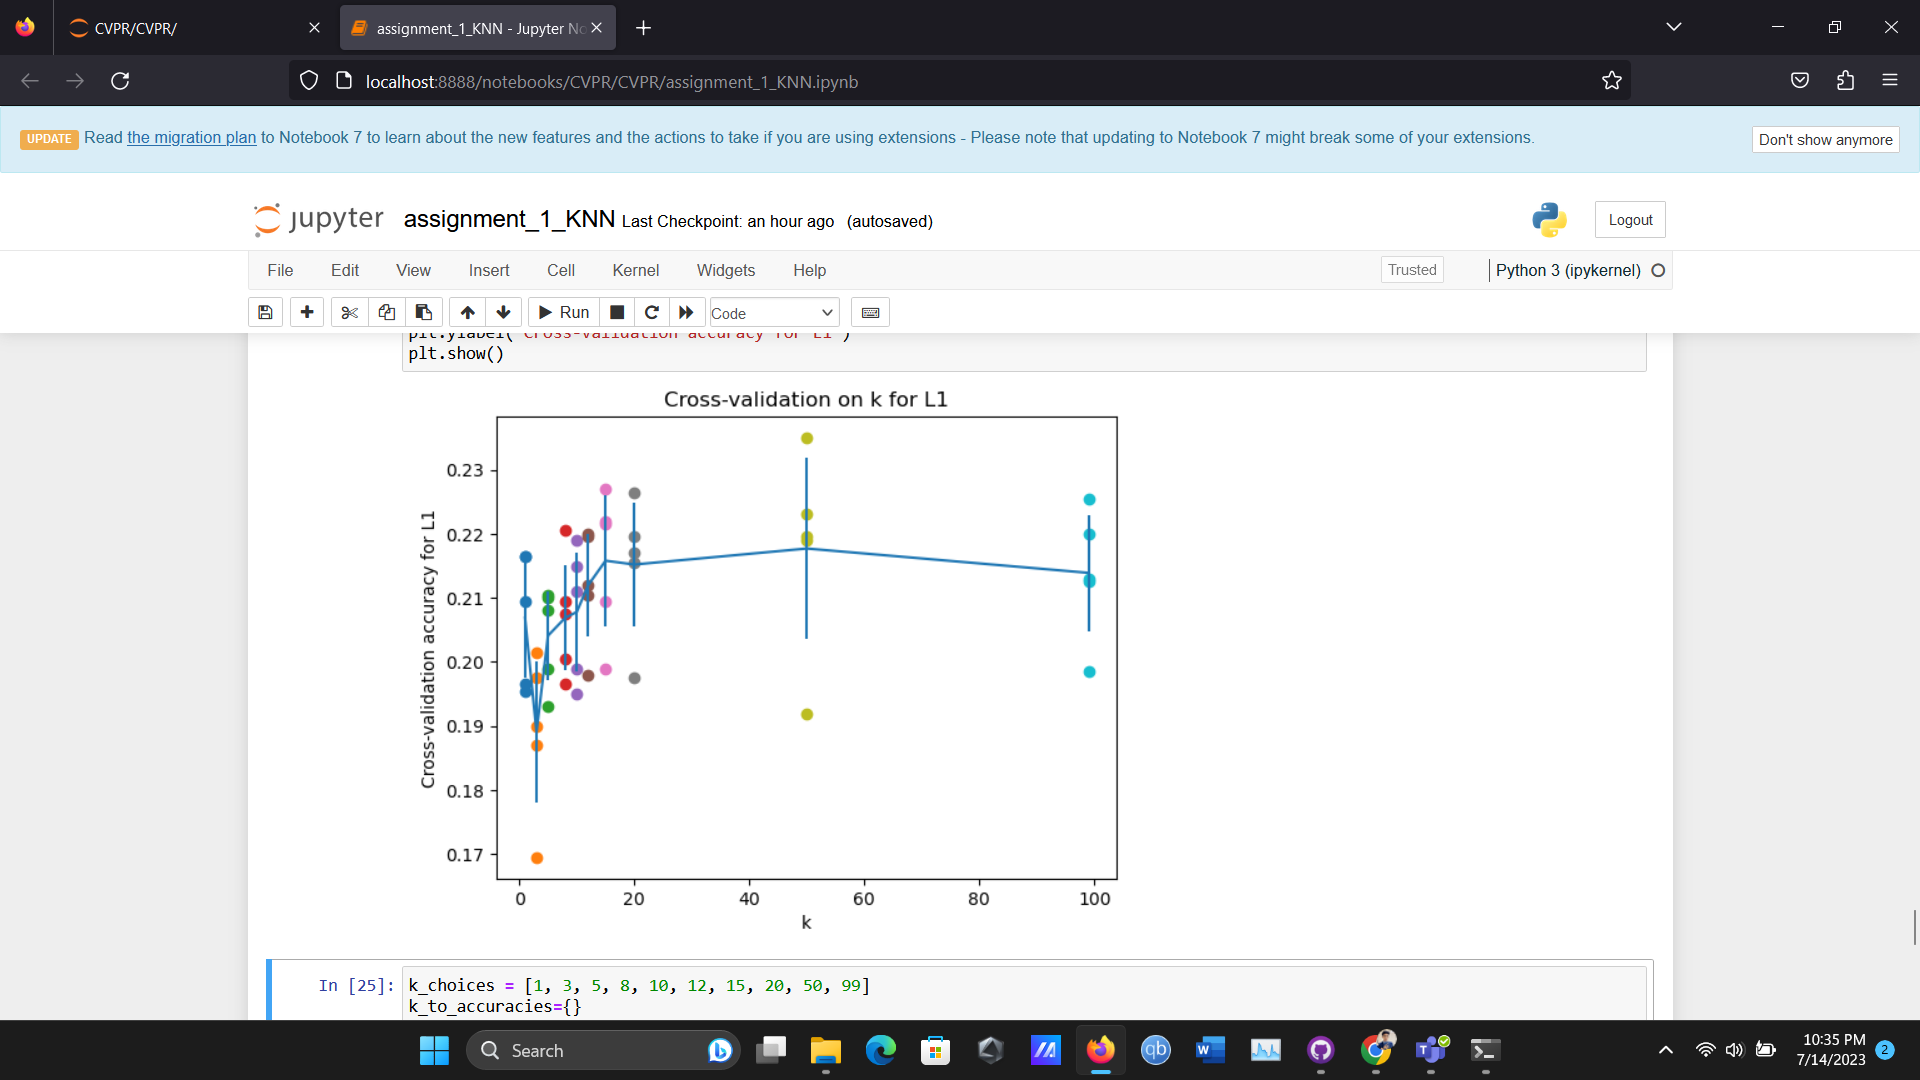 CVPR/CVPR/
assignment_1_KNN - Jupyter No
localhost:8888/notebooks/CVPR/CVPR/assignment_1_KNN.ipynb
UPDATE Read the migration plan to Notebook 7 to learn about the new features and the actions to take if you are using extensions - Please note that updating to Notebook 7 might break some of your extensions.
Don't show anymore
jupyter assignment_1_KNN Last Checkpoint: an hour ago (autosaved)
Logout
File Edit View Insert Cell Kernel Widgets Help
Trusted
Python 3 (ipykernel)
Run
Code
plt.ylabel('Cross-validation accuracy for L1')
plt.show()
Cross-validation on k for L1
Cross-validation accuracy for L1
0.23
0.22
0.21
0.20
0.19
0.18
0.17
0 20 40 60 80 100
k
In [25]: k_choices = [1, 3, 5, 8, 10, 12, 15, 20, 50, 99]
k_to_accuracies={}
Search
qb
W
10:35 PM
7/14/2023
2